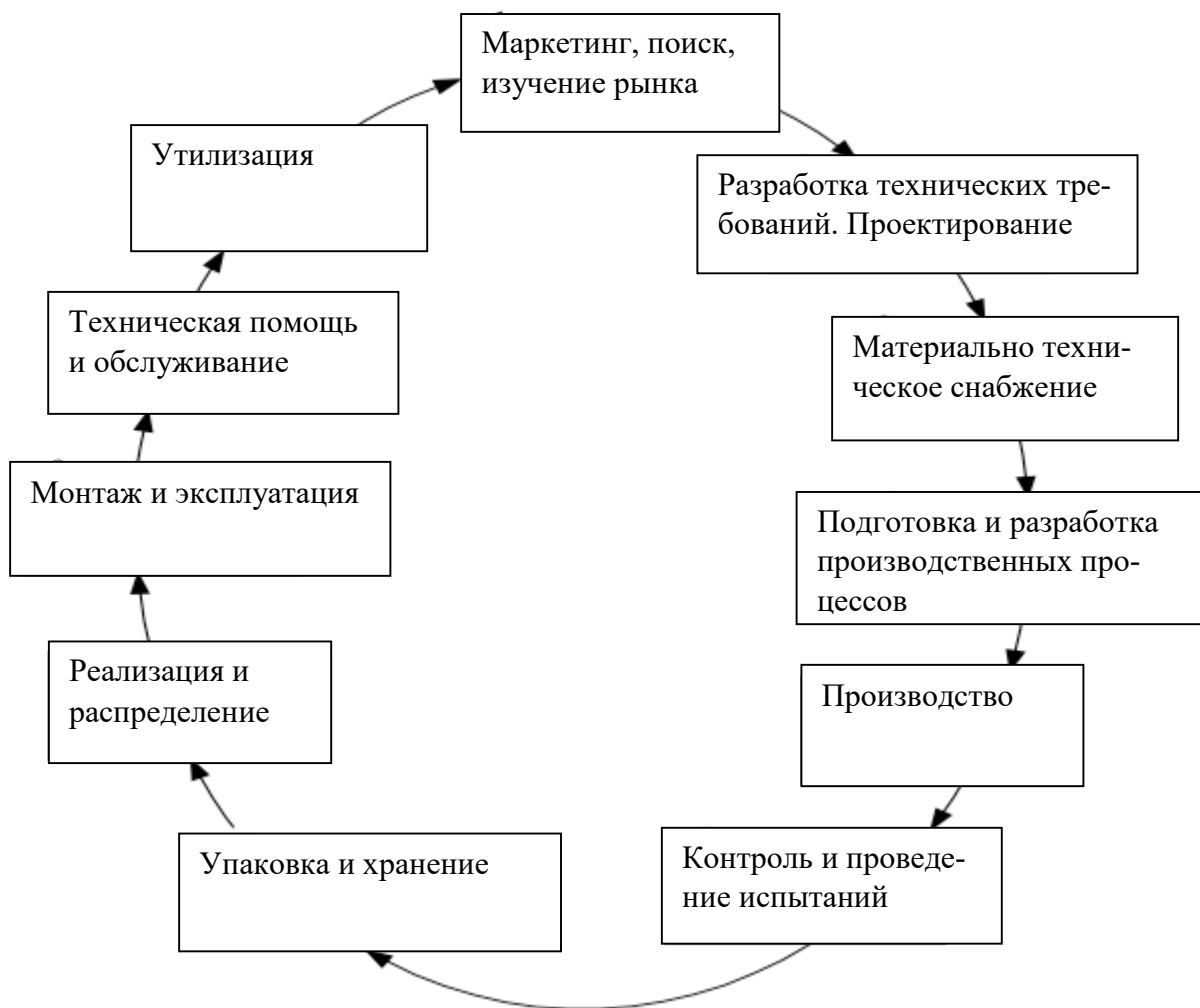 Маркетинг, поиск,
изучение рынка
Разработка технических тре-
бований. Проектирование
Материально техни-
ческое снабжение
Подготовка и разработка
производственных про-
цессов
Производство
Контроль и проведе-
ние испытаний
Упаковка и хранение
Реализация и
распределение
Монтаж и эксплуатация
Техническая помощь
и обслуживание
Утилизация